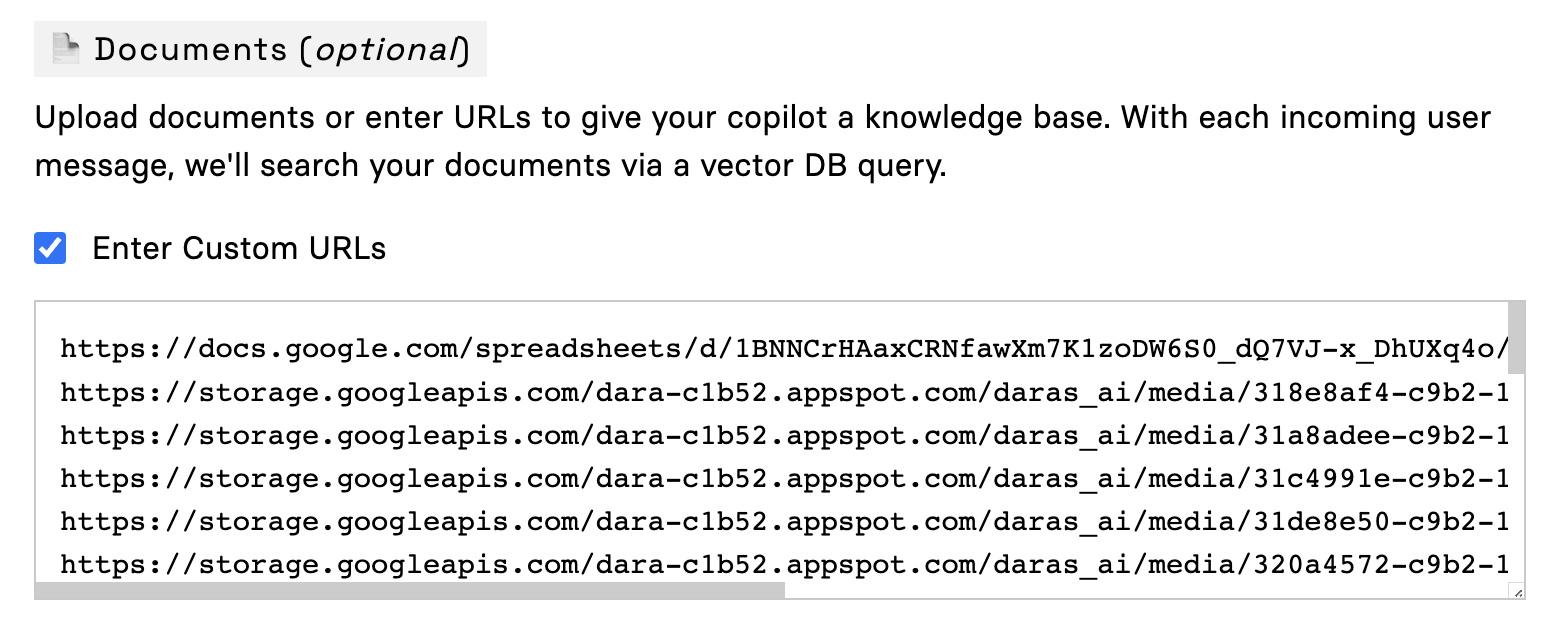 Documents (optional)
Upload documents or enter URLs to give your copilot a knowledge base. With each incoming user
message, we'll search your documents via a vector DB query.
Enter Custom URLs
https://docs.google.com/spreadsheets/d/1BNNCrHAaxCRNfawXm7K1zoDW6S0_dQ7VJ-x_DhUXq4o/
https://storage.googleapis.com/dara-c1b52.appspot.com/daras_ai/media/318e8af4-c9b2-1
https://storage.googleapis.com/dara-c1b52.appspot.com/daras_ai/media/31a8adee-c9b2-1
https://storage.googleapis.com/dara-c1b52.appspot.com/daras_ai/media/31c4991e-c9b2-1
https://storage.googleapis.com/dara-c1b52.appspot.com/daras_ai/media/31de8e50-c9b2-1
https://storage.googleapis.com/dara-c1b52.appspot.com/daras_ai/media/320a4572-c9b2-1